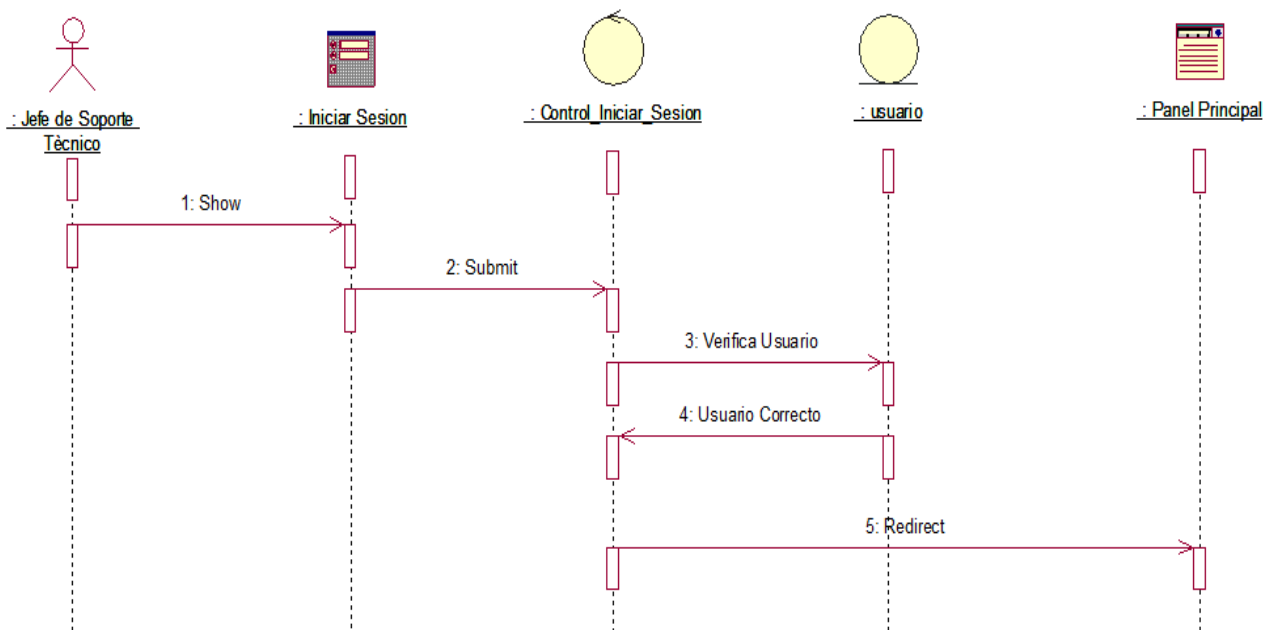 : Jefe de Soporte
Tècnico
: Iniciar Sesion
: Control_Iniciar_Sesion
: usuario
: Panel Principal
1: Show
2: Submit
3: Verifica Usuario
4: Usuario Correcto
5: Redirect